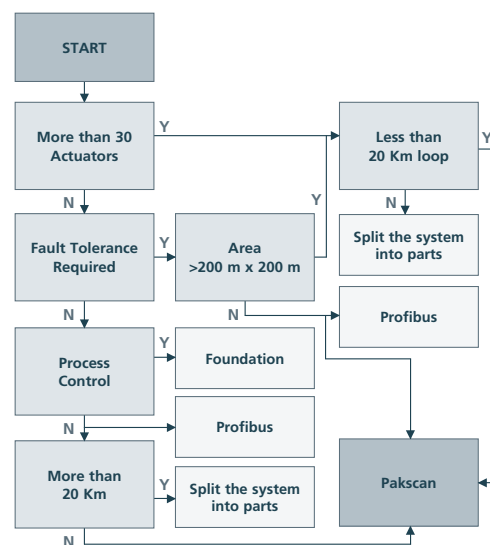 START
More than 30
Actuators
Y
Less than
20 Km loop
Y
N
Y
N
Fault Tolerance
Required
Y
Area
>200 m x 200 m
Split the system
into parts
N
N
Profibus
Process
Control
Y
Foundation
N
Profibus
More than
20 Km
Y
Split the system
into parts
Pakscan
N